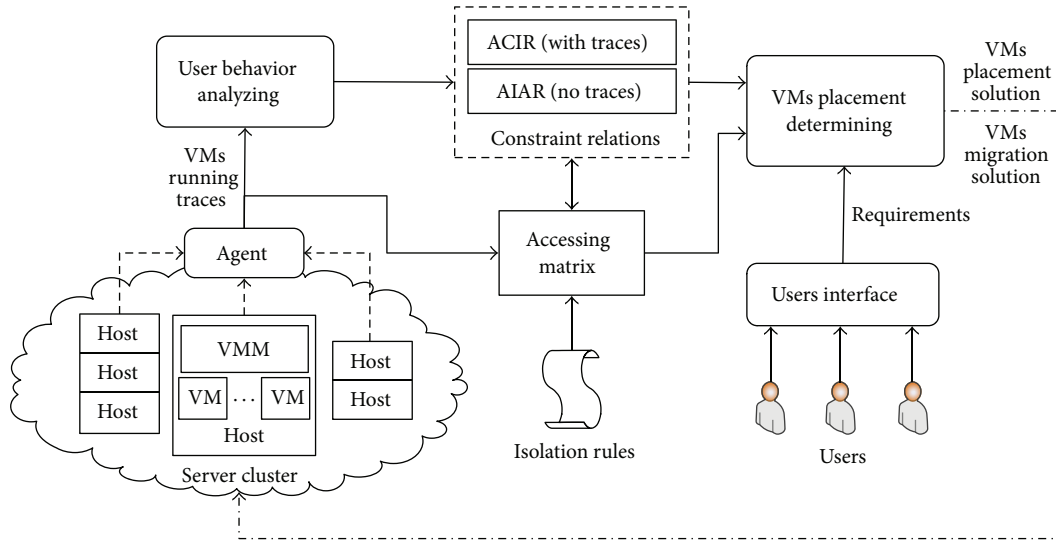 User behavior
analyzing
ACIR (with traces)
AIAR (no traces)
Constraint relations
VMs placement
determining
VMs
placement
solution
VMs
migration
solution
VMs
running
traces
Requirements
Agent
Accessing
matrix
Users interface
Host
Host
Host
VMM
VM ... VM
Host
Host
Host
Server cluster
Isolation rules
Users